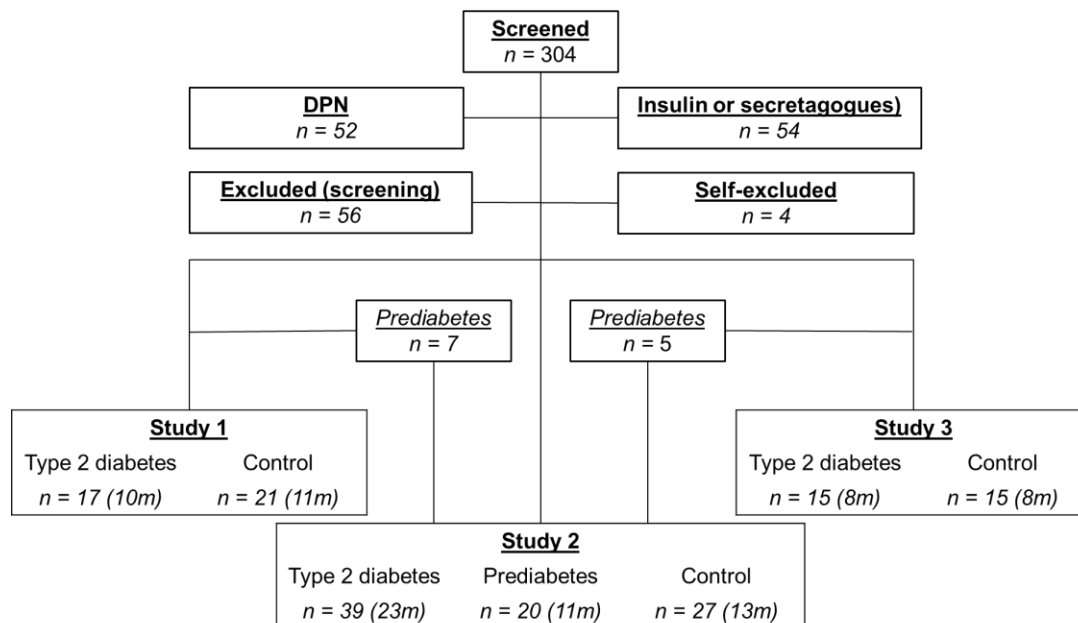 Screened
n = 304
DPN
n = 52
Insulin or secretagogues)
n = 54
Excluded (screening)
n = 56
Self-excluded
n = 4
Prediabetes
n = 7
Prediabetes
n = 5
Study 1
Type 2 diabetes Control
n = 17 (10m) n = 21 (11m)
Study 3
Type 2 diabetes Control
n = 15 (8m) n = 15 (8m)
Study 2
Type 2 diabetes Prediabetes Control
n = 39 (23m) n = 20 (11m) n = 27 (13m)